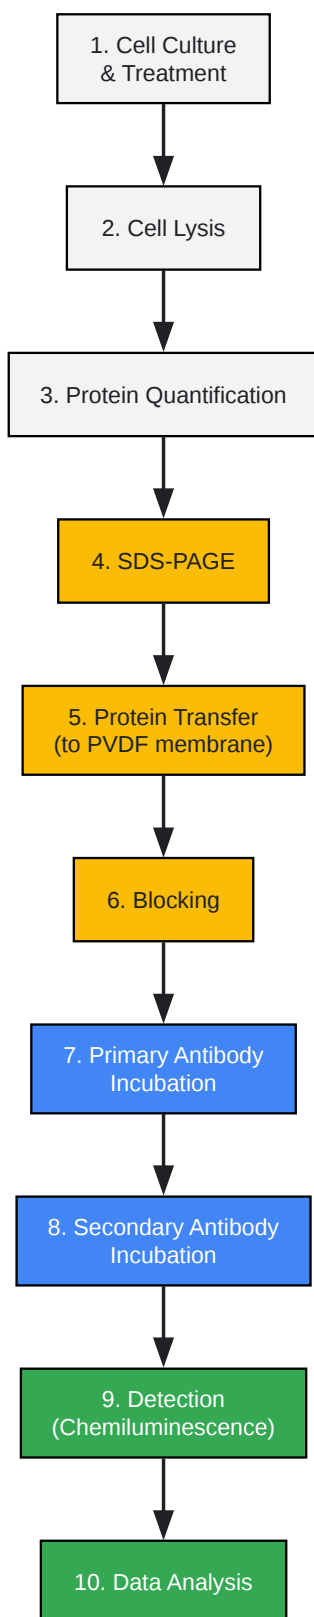 1. Cell Culture
& Treatment
2. Cell Lysis
3. Protein Quantification
4. SDS-PAGE
5. Protein Transfer
(to PVDF membrane)
6. Blocking
7. Primary Antibody
Incubation
8. Secondary Antibody
Incubation
9. Detection
(Chemiluminescence)
10. Data Analysis